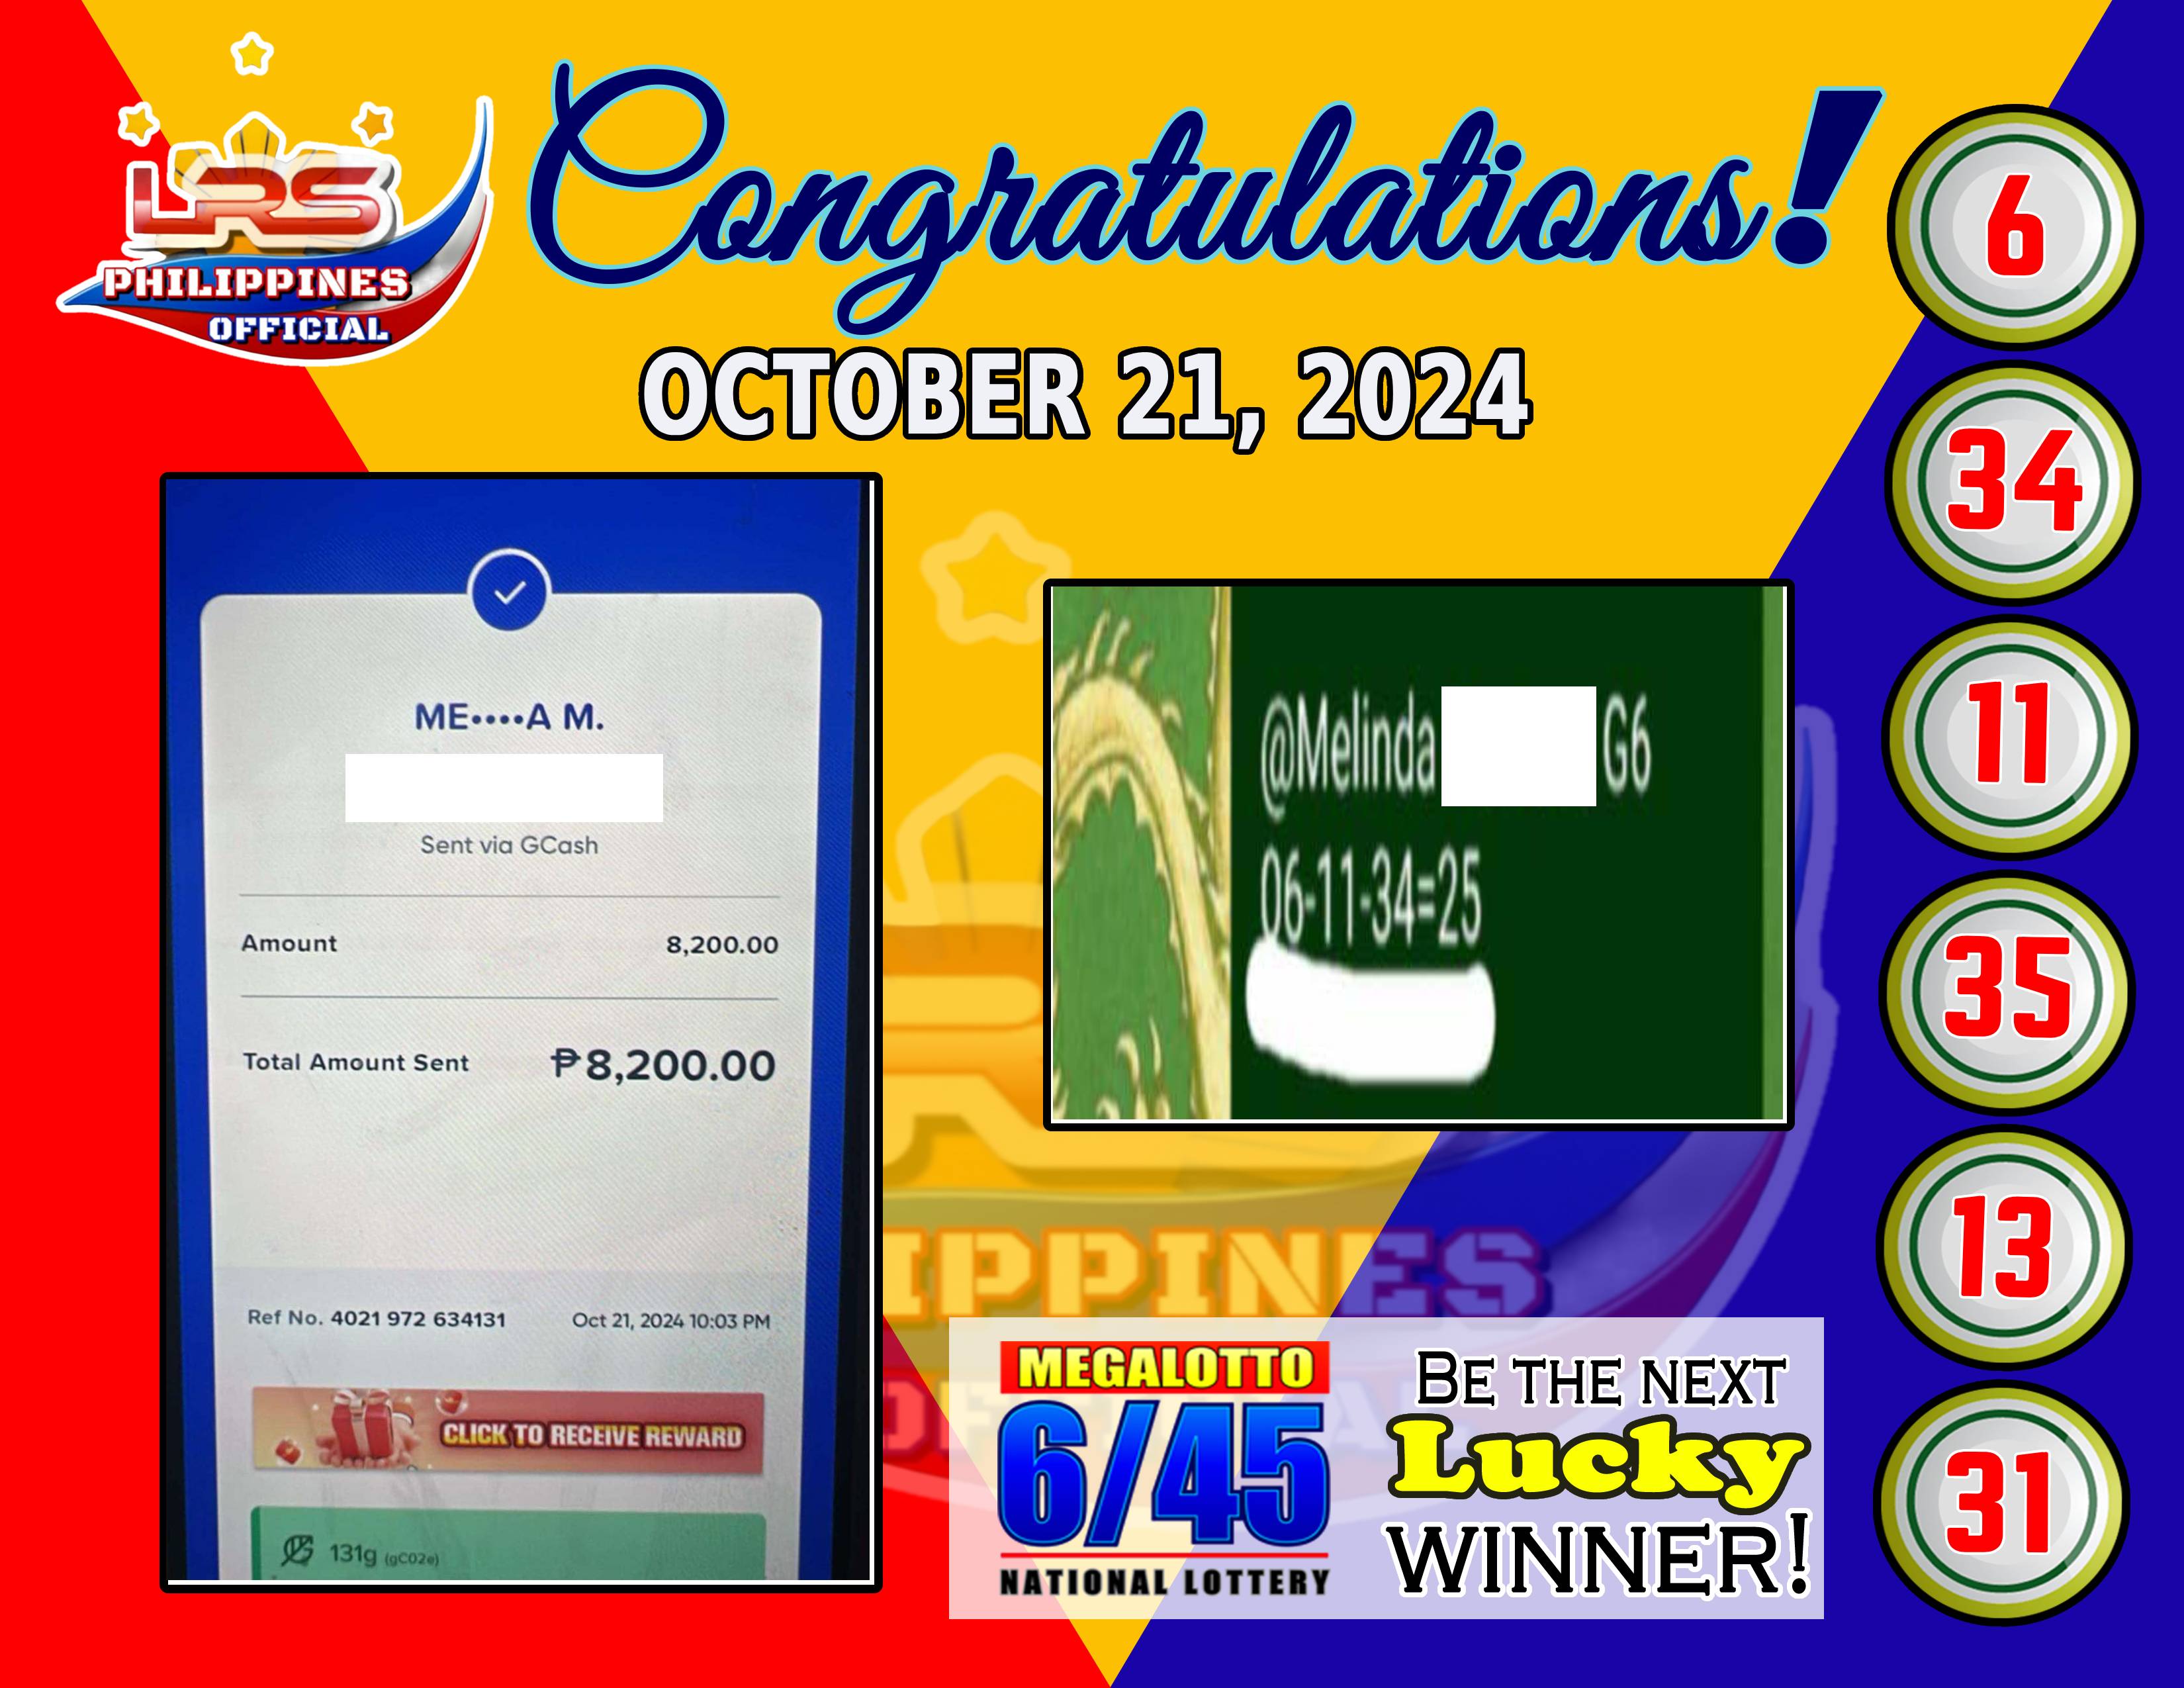 LRS
PHILIPPINES
OFFICIAL
Congratulations!
OCTOBER 21, 2024
ME••••A M.
Sent via GCash
Amount 8,200.00
Total Amount Sent ₱8,200.00
Ref No. 4021 972 634131 Oct 21, 2024 10:03 PM
CLICK TO RECEIVE REWARD
131g (gCO2e)
@Melinda G6
06-11-34=25
IPPINES
MEGALOTTO
6/45
NATIONAL LOTTERY
BE THE NEXT
Lucky
WINNER!
6
34
11
35
13
31